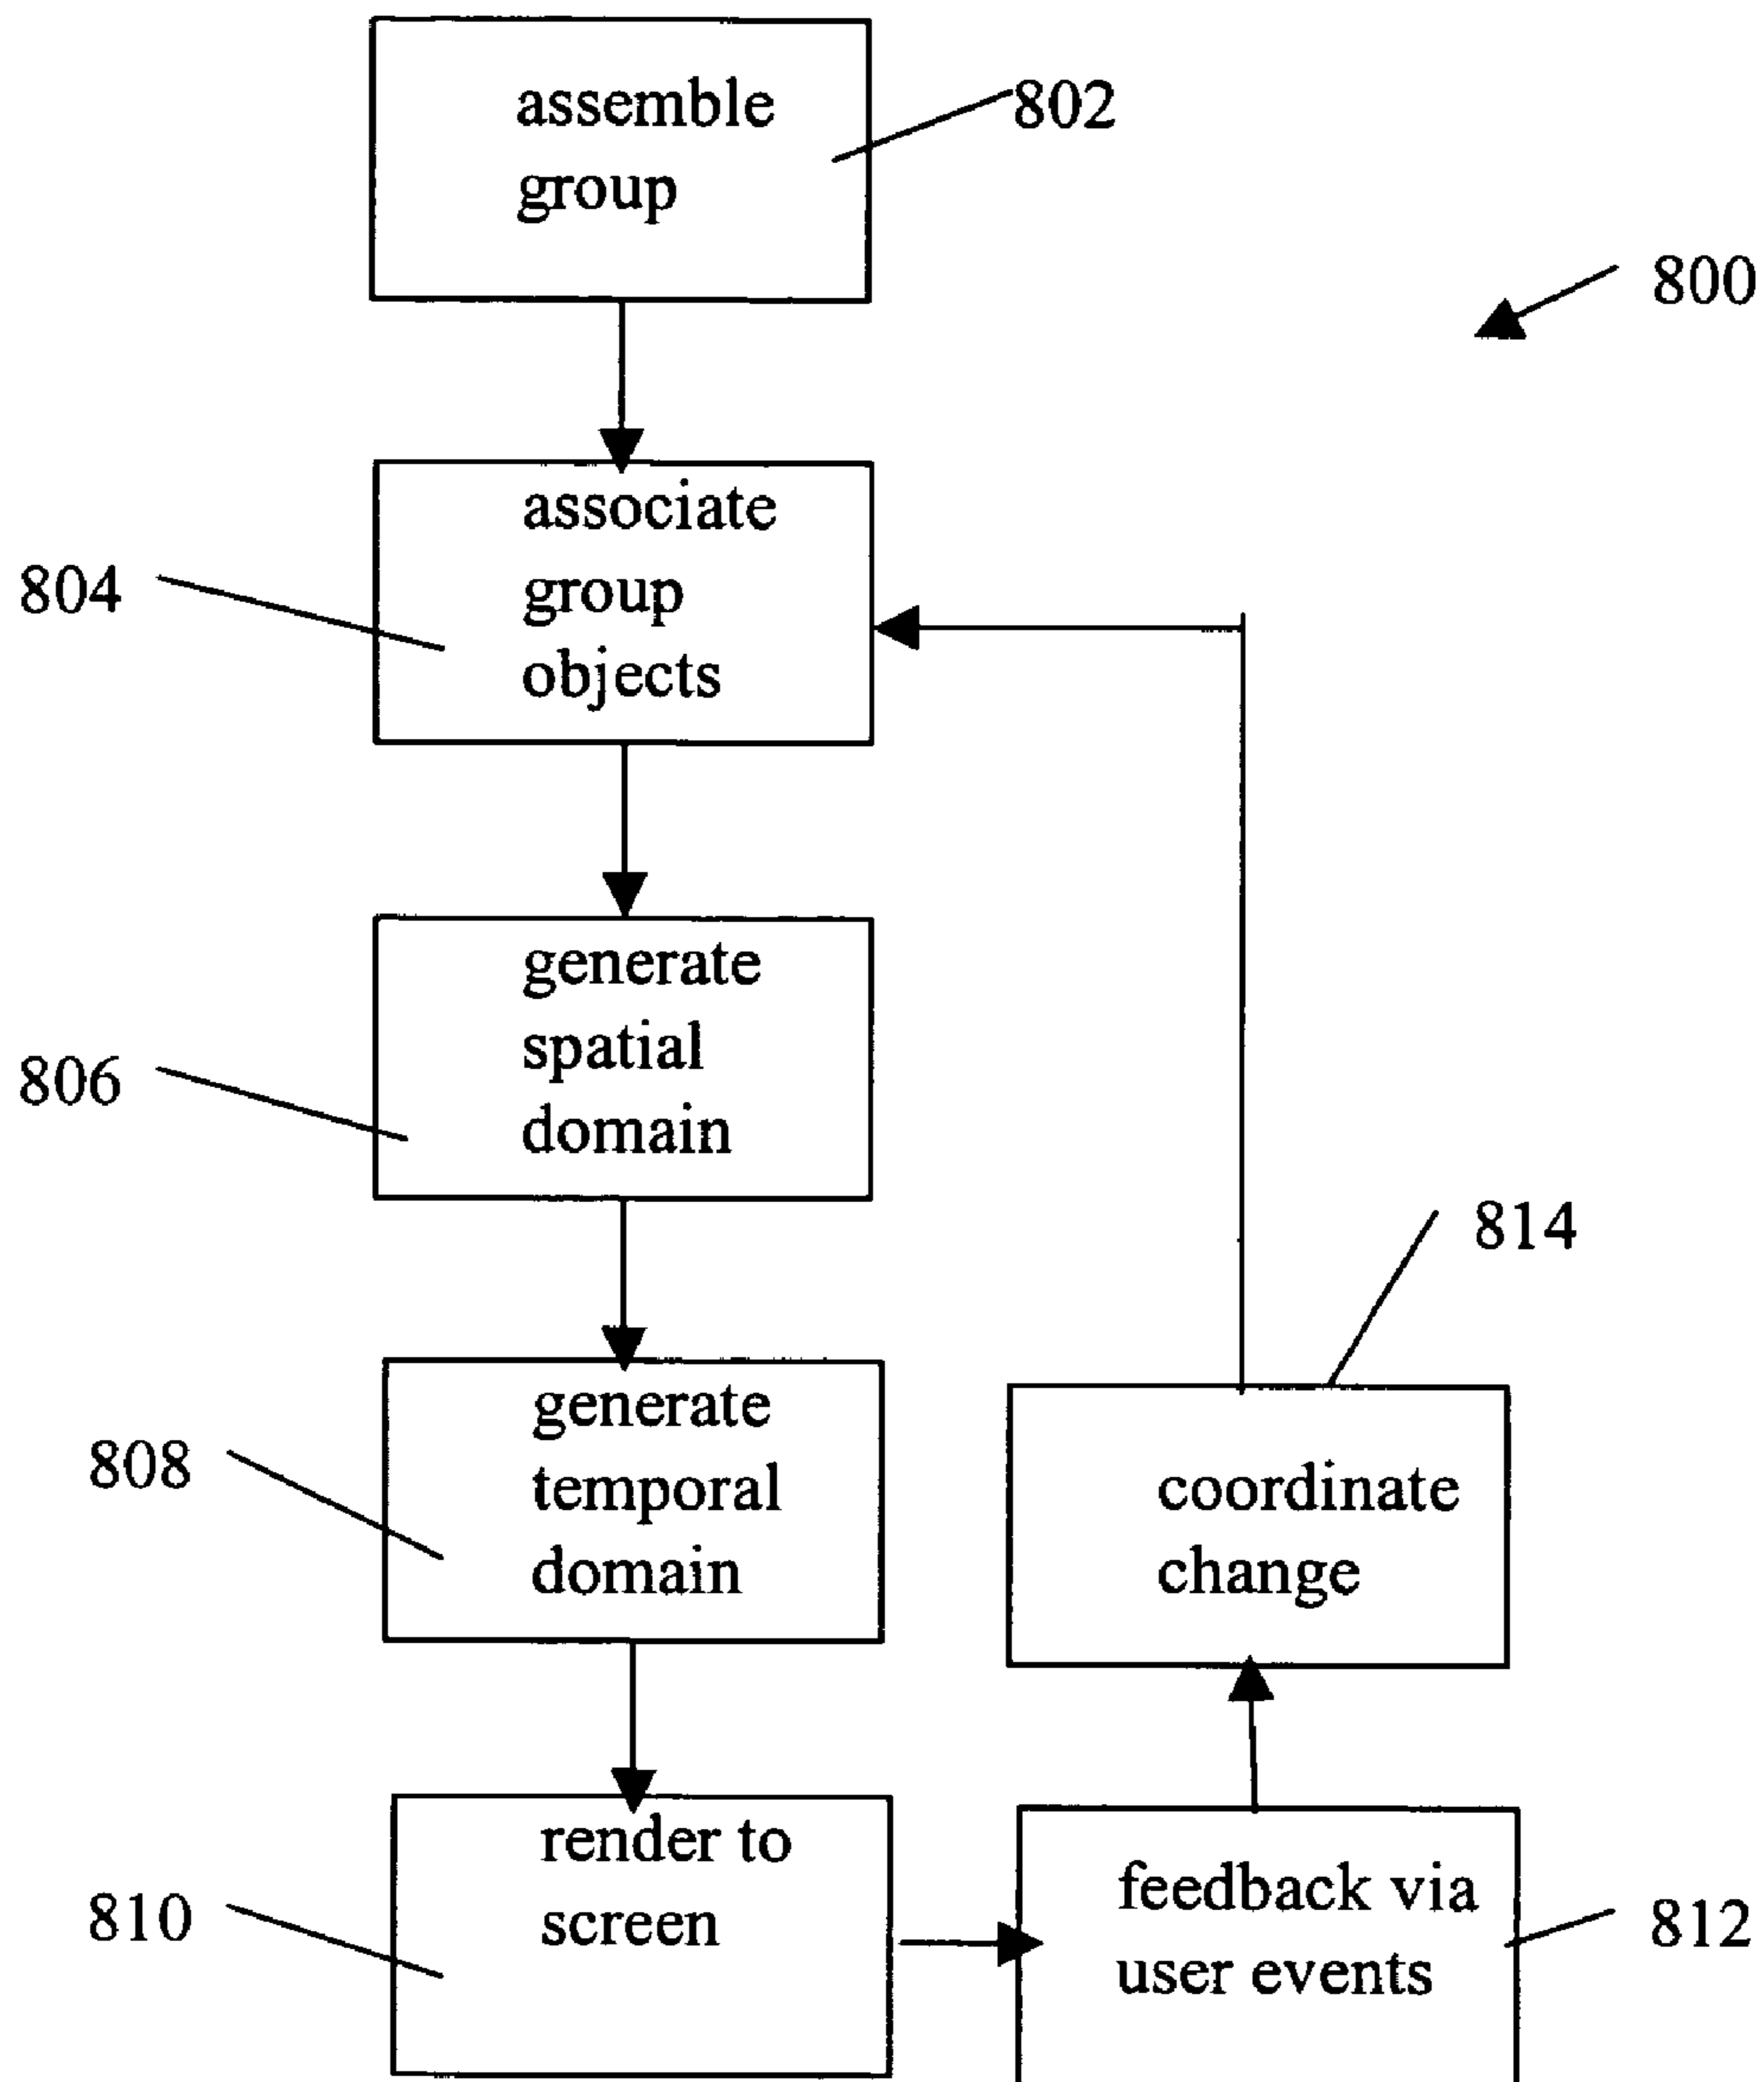 assemble
group
802
800
associate
group
objects
804
generate
spatial
domain
806
814
generate
temporal
domain
808
coordinate
change
render to
screen
810
feedback via
user events
812